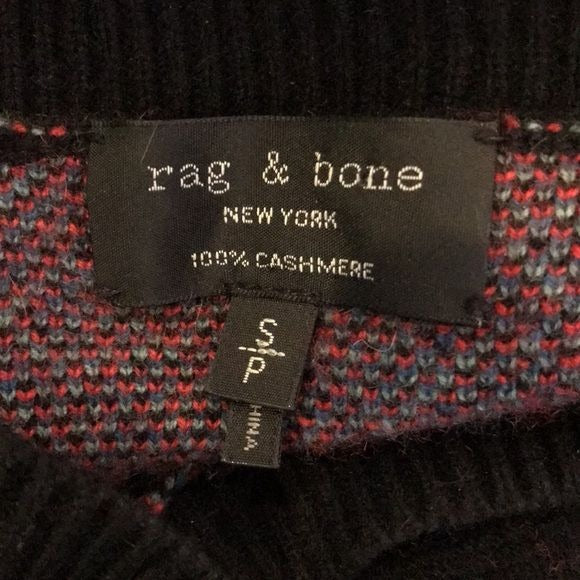 rag & bone
NEW YORK
100% CASHMERE
S
P